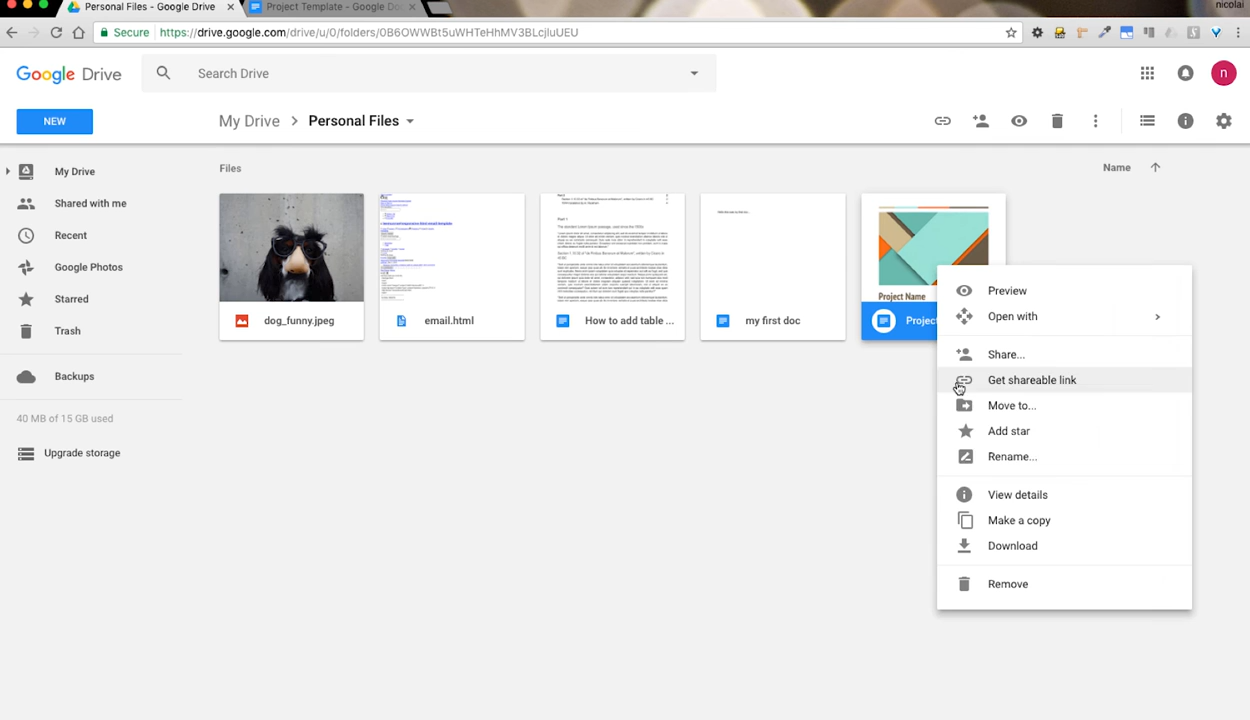 nicolai
Personal Files - Google Drive
Project Template - Google Do
Secure https://drive.google.com/drive/u/0/folders/0B6OWWBt5uWHTeHhMV3BLcjluUEU
Google Drive
Search Drive
n
NEW
My Drive
Personal Files
My Drive
Shared with me
Recent
Google Photos
Starred
Trash
Backups
40 MB of 15 GB used
Upgrade storage
Files
Name
dog_funny.jpeg
email.html
Part 1
How to add table ...
my first doc
Project Name
Project
Preview
Open with
Share...
Get shareable link
Move to...
Add star
Rename...
View details
Make a copy
Download
Remove